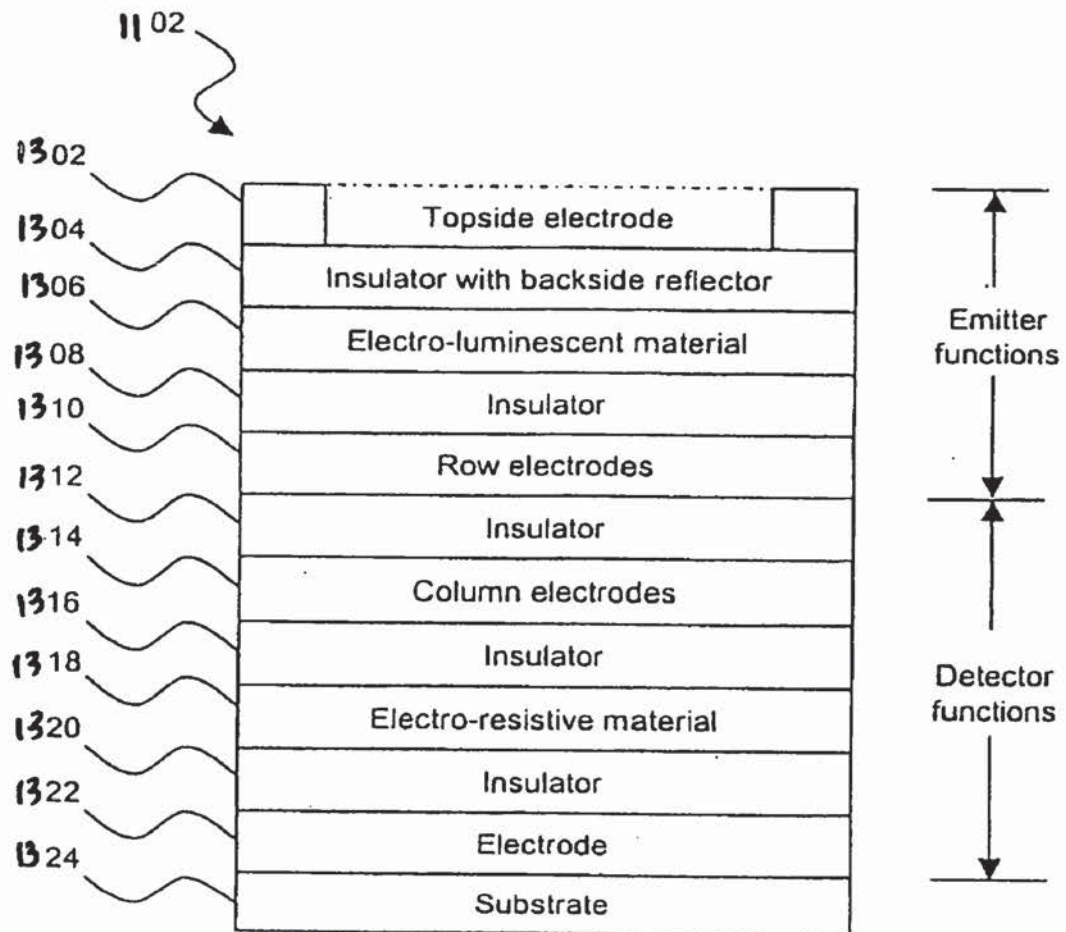 1102
1302
1304
1306
1308
1310
1312
1314
1316
1318
1320
1322
1324
Topside electrode
Insulator with backside reflector
Electro-luminescent material
Insulator
Row electrodes
Insulator
Column electrodes
Insulator
Electro-resistive material
Insulator
Electrode
Substrate
Emitter
functions
Detector
functions